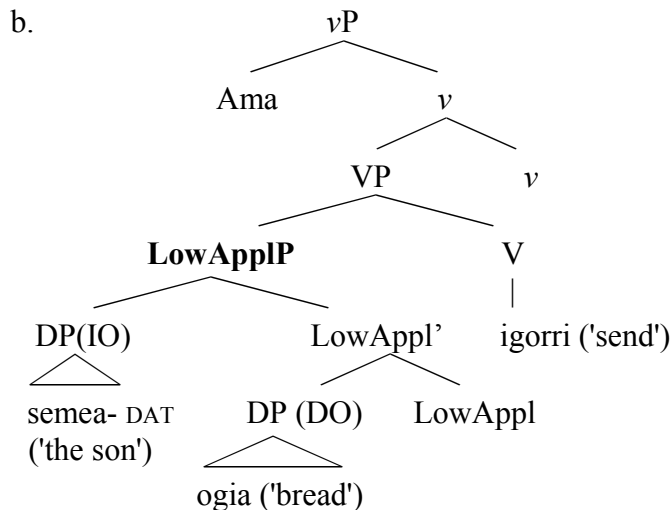 b. vP
Ama v
VP v
LowApplP V
DP(IO) LowAppl’ igorri ('send')
semea- DAT DP (DO) LowAppl
('the son')
ogia ('bread')